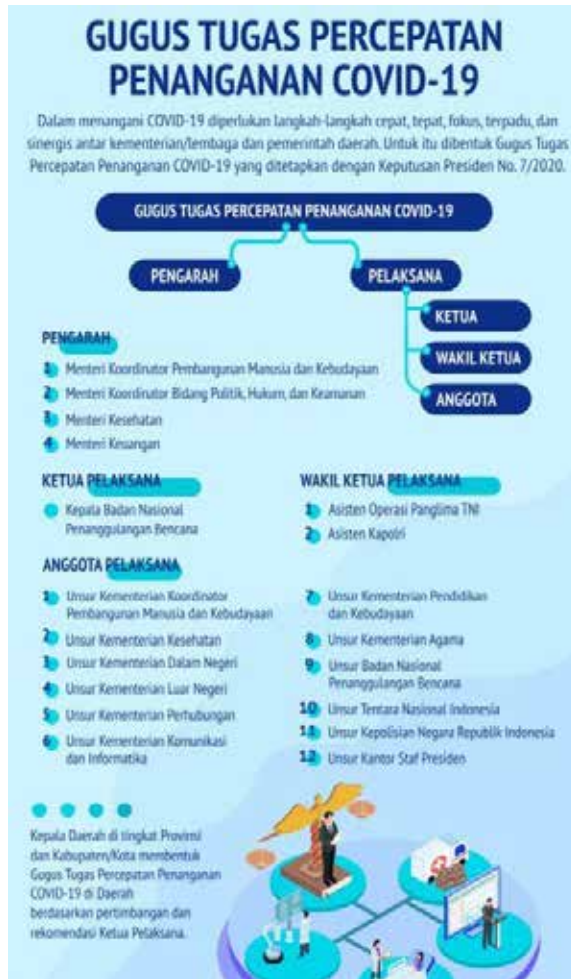 GUGUS TUGAS PERCEPATAN
PENANGANAN COVID-19
Dalam menangani COVID-19 diperlukan langkah-langkah cepat, tepat, fokus, terpadu, dan
sinergis antar kementerian/lembaga dan pemerintah daerah. Untuk itu dibentuk Gugus Tugas
Percepatan Penanganan COVID-19 yang ditetapkan dengan Keputusan Presiden No. 7/2020.
GUGUS TUGAS PERCEPATAN PENANGANAN COVID-19
PENGARAH
PELAKSANA
KETUA
WAKIL KETUA
ANGGOTA
PENGARAH
1 Menteri Koordinator Pembangunan Manusia dan Kebudayaan
2 Menteri Koordinator Bidang Politik, Hukum, dan Keamanan
3 Menteri Kesehatan
4 Menteri Keuangan
KETUA PELAKSANA
Kepala Badan Nasional
Penanggulangan Bencana
WAKIL KETUA PELAKSANA
1 Asisten Operasi Panglima TNI
2 Asisten Kapolri
ANGGOTA PELAKSANA
1 Unsur Kementerian Koordinator
Pembangunan Manusia dan Kebudayaan
2 Unsur Kementerian Kesehatan
3 Unsur Kementerian Dalam Negeri
4 Unsur Kementerian Luar Negeri
5 Unsur Kementerian Perhubungan
6 Unsur Kementerian Komunikasi
dan Informatika
7 Unsur Kementerian Pendidikan
dan Kebudayaan
8 Unsur Kementerian Agama
9 Unsur Badan Nasional
Penanggulangan Bencana
10 Unsur Tentara Nasional Indonesia
11 Unsur Kepolisian Negara Republik Indonesia
12 Unsur Kantor Staf Presiden
Kepala Daerah di tingkat Provinsi
dan Kabupaten/Kota membentuk
Gugus Tugas Percepatan Penanganan
COVID-19 di Daerah
berdasarkan pertimbangan dan
rekomendasi Ketua Pelaksana.